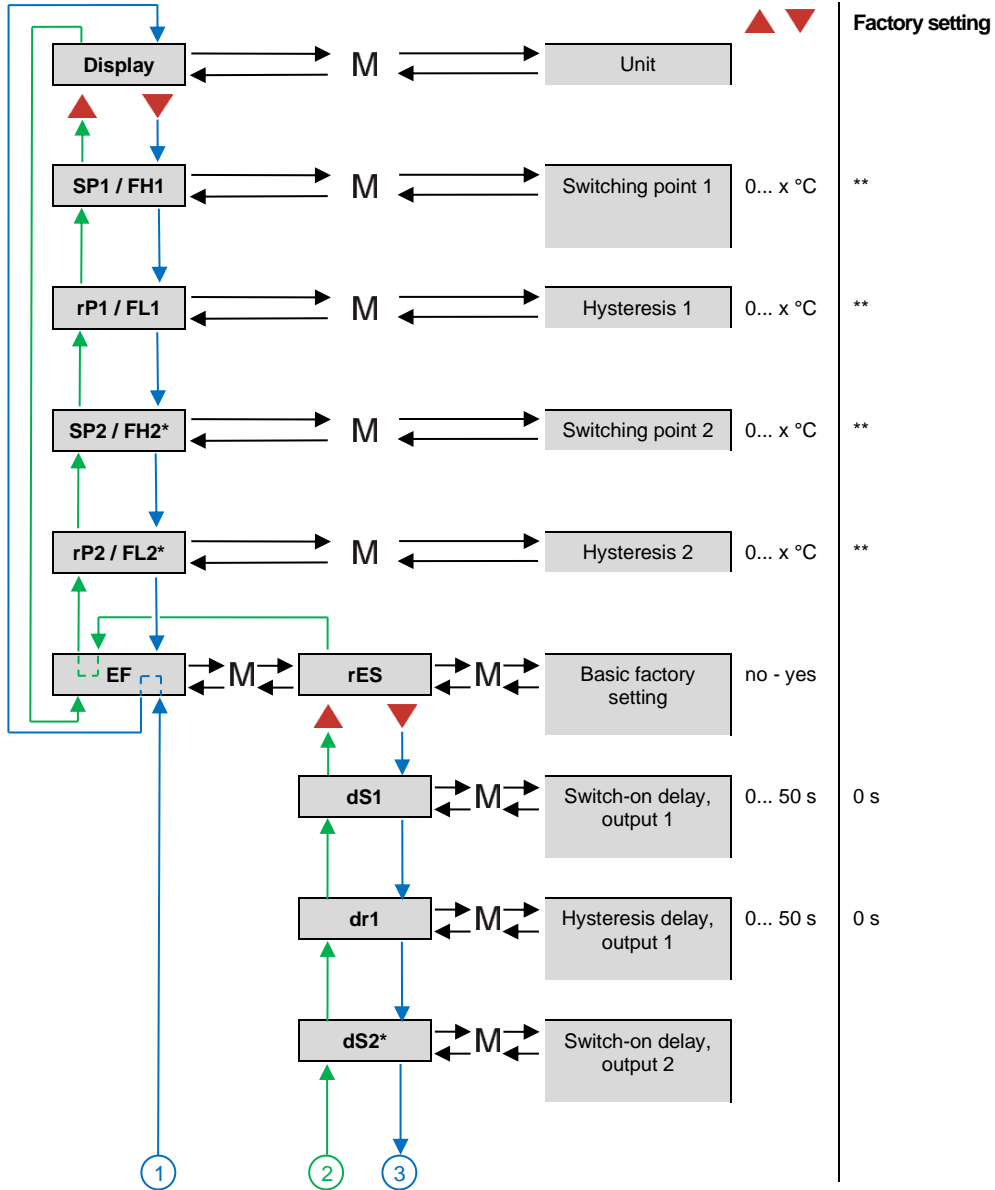 Factory setting
Display M Unit
SP1 / FH1 M Switching point 1 0... x °C **
rP1 / FL1 M Hysteresis 1 0... x °C **
SP2 / FH2* M Switching point 2 0... x °C **
rP2 / FL2* M Hysteresis 2 0... x °C **
EF M rES M Basic factory no - yes
setting
dS1 M Switch-on delay, 0... 50 s 0 s
output 1
dr1 M Hysteresis delay, 0... 50 s 0 s
output 1
dS2* M Switch-on delay,
output 2
1 2 3